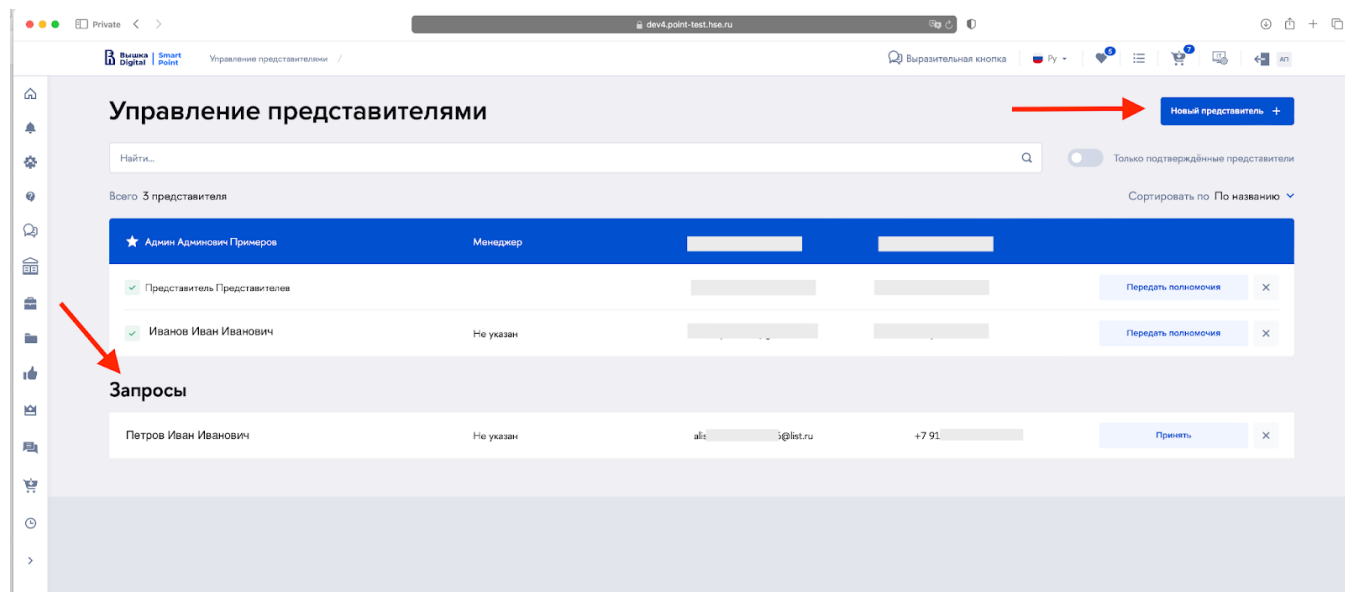 Private
dev4.point-test.hse.ru
Вышка Digital | Smart Point
Управление представителями /
Выразительная кнопка
Ру
5
7
АП
Управление представителями
Новый представитель +
Найти...
Только подтверждённые представители
Всего 3 представителя
Сортировать по По названию
Админ Админович Примеров Менеджер
Представитель Представителев Передать полномочия
Иванов Иван Иванович Не указан Передать полномочия
Запросы
Петров Иван Иванович Не указан @list.ru +7 91 Принять